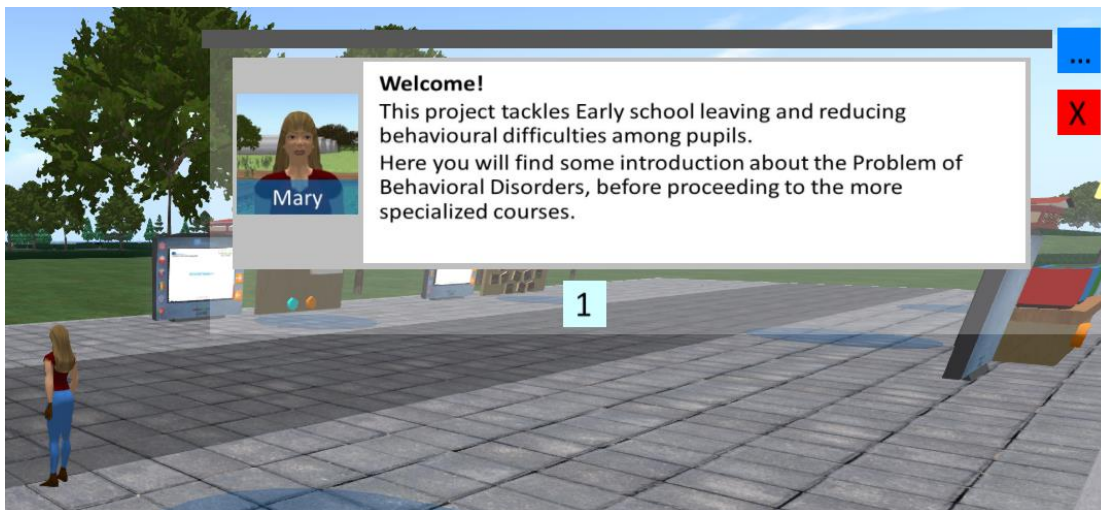 Welcome!
This project tackles Early school leaving and reducing
behavioural difficulties among pupils.
Here you will find some introduction about the Problem of
Behavioral Disorders, before proceeding to the more
specialized courses.
Mary
...
X
1